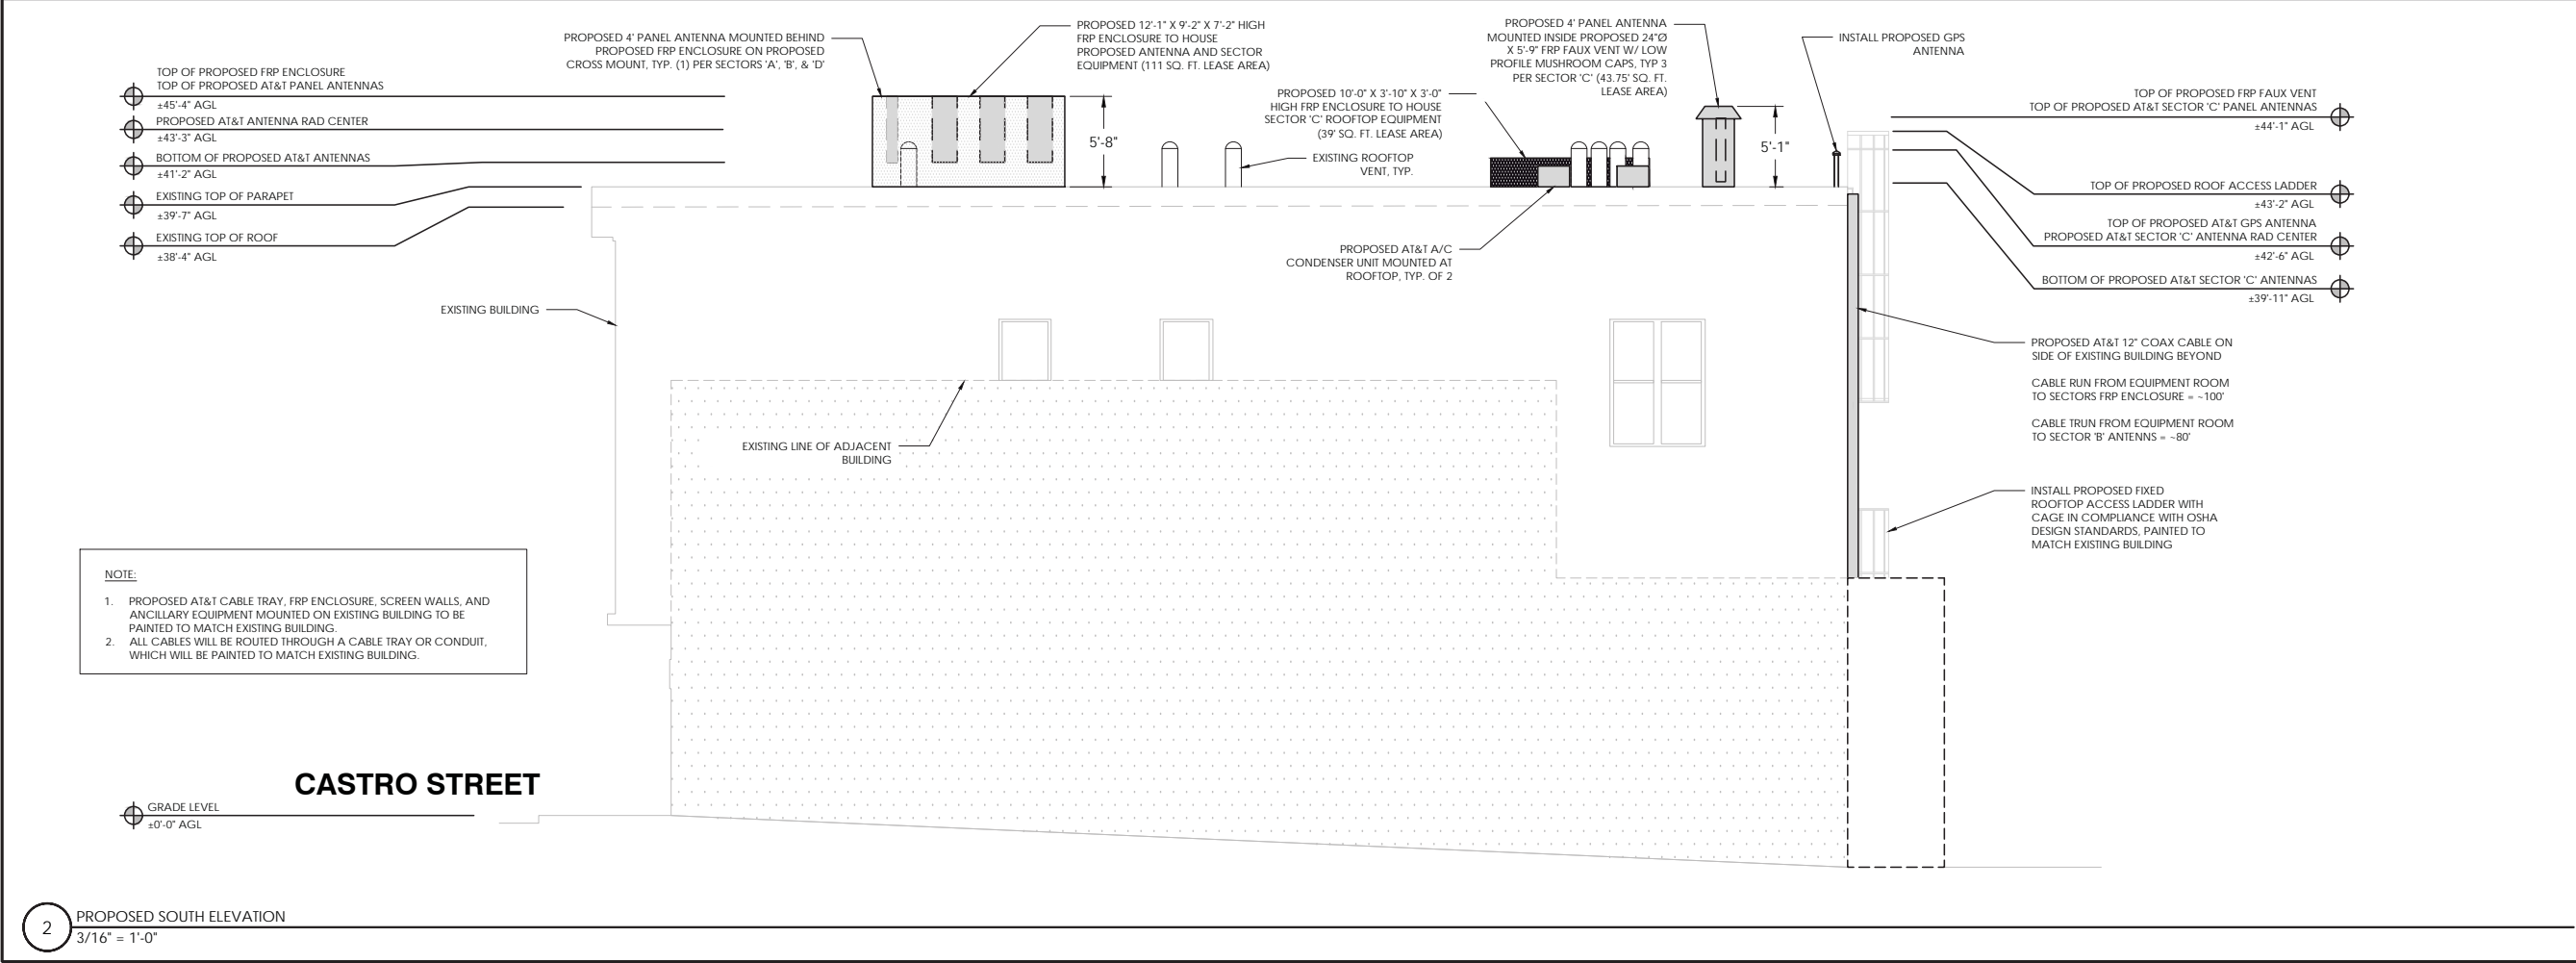 PROPOSED 4' PANEL ANTENNA MOUNTED BEHIND
PROPOSED FRP ENCLOSURE ON PROPOSED
CROSS MOUNT, TYP. (1) PER SECTORS 'A', 'B', & 'D'
PROPOSED 12'-1" X 9'-2" X 7'-2" HIGH
FRP ENCLOSURE TO HOUSE
PROPOSED ANTENNA AND SECTOR
EQUIPMENT (111 SQ. FT. LEASE AREA)
PROPOSED 4' PANEL ANTENNA
MOUNTED INSIDE PROPOSED 24"Ø
X 5'-9" FRP FAUX VENT W/ LOW
PROFILE MUSHROOM CAPS, TYP 3
PER SECTOR 'C' (43.75' SQ. FT.
LEASE AREA)
INSTALL PROPOSED GPS
ANTENNA
PROPOSED 10'-0" X 3'-10" X 3'-0"
HIGH FRP ENCLOSURE TO HOUSE
SECTOR 'C' ROOFTOP EQUIPMENT
(39' SQ. FT. LEASE AREA)
EXISTING ROOFTOP
VENT, TYP.
5'-8"
5'-1"
TOP OF PROPOSED FRP ENCLOSURE
TOP OF PROPOSED AT&T PANEL ANTENNAS
±45'-4" AGL
PROPOSED AT&T ANTENNA RAD CENTER
±43'-3" AGL
BOTTOM OF PROPOSED AT&T ANTENNAS
±41'-2" AGL
EXISTING TOP OF PARAPET
±39'-7" AGL
EXISTING TOP OF ROOF
±38'-4" AGL
TOP OF PROPOSED FRP FAUX VENT
TOP OF PROPOSED AT&T SECTOR 'C' PANEL ANTENNAS
±44'-1" AGL
TOP OF PROPOSED ROOF ACCESS LADDER
±43'-2" AGL
TOP OF PROPOSED AT&T GPS ANTENNA
PROPOSED AT&T SECTOR 'C' ANTENNA RAD CENTER
±42'-6" AGL
BOTTOM OF PROPOSED AT&T SECTOR 'C' ANTENNAS
±39'-11" AGL
PROPOSED AT&T A/C
CONDENSER UNIT MOUNTED AT
ROOFTOP, TYP. OF 2
EXISTING BUILDING
EXISTING LINE OF ADJACENT
BUILDING
PROPOSED AT&T 12" COAX CABLE ON
SIDE OF EXISTING BUILDING BEYOND
CABLE RUN FROM EQUIPMENT ROOM
TO SECTORS FRP ENCLOSURE = ~100'
CABLE TRUN FROM EQUIPMENT ROOM
TO SECTOR 'B' ANTENNS = ~80'
INSTALL PROPOSED FIXED
ROOFTOP ACCESS LADDER WITH
CAGE IN COMPLIANCE WITH OSHA
DESIGN STANDARDS, PAINTED TO
MATCH EXISTING BUILDING
NOTE:
1. PROPOSED AT&T CABLE TRAY, FRP ENCLOSURE, SCREEN WALLS, AND
ANCILLARY EQUIPMENT MOUNTED ON EXISTING BUILDING TO BE
PAINTED TO MATCH EXISTING BUILDING.
2. ALL CABLES WILL BE ROUTED THROUGH A CABLE TRAY OR CONDUIT,
WHICH WILL BE PAINTED TO MATCH EXISTING BUILDING.
CASTRO STREET
GRADE LEVEL
±0'-0" AGL
2
PROPOSED SOUTH ELEVATION
3/16" = 1'-0"